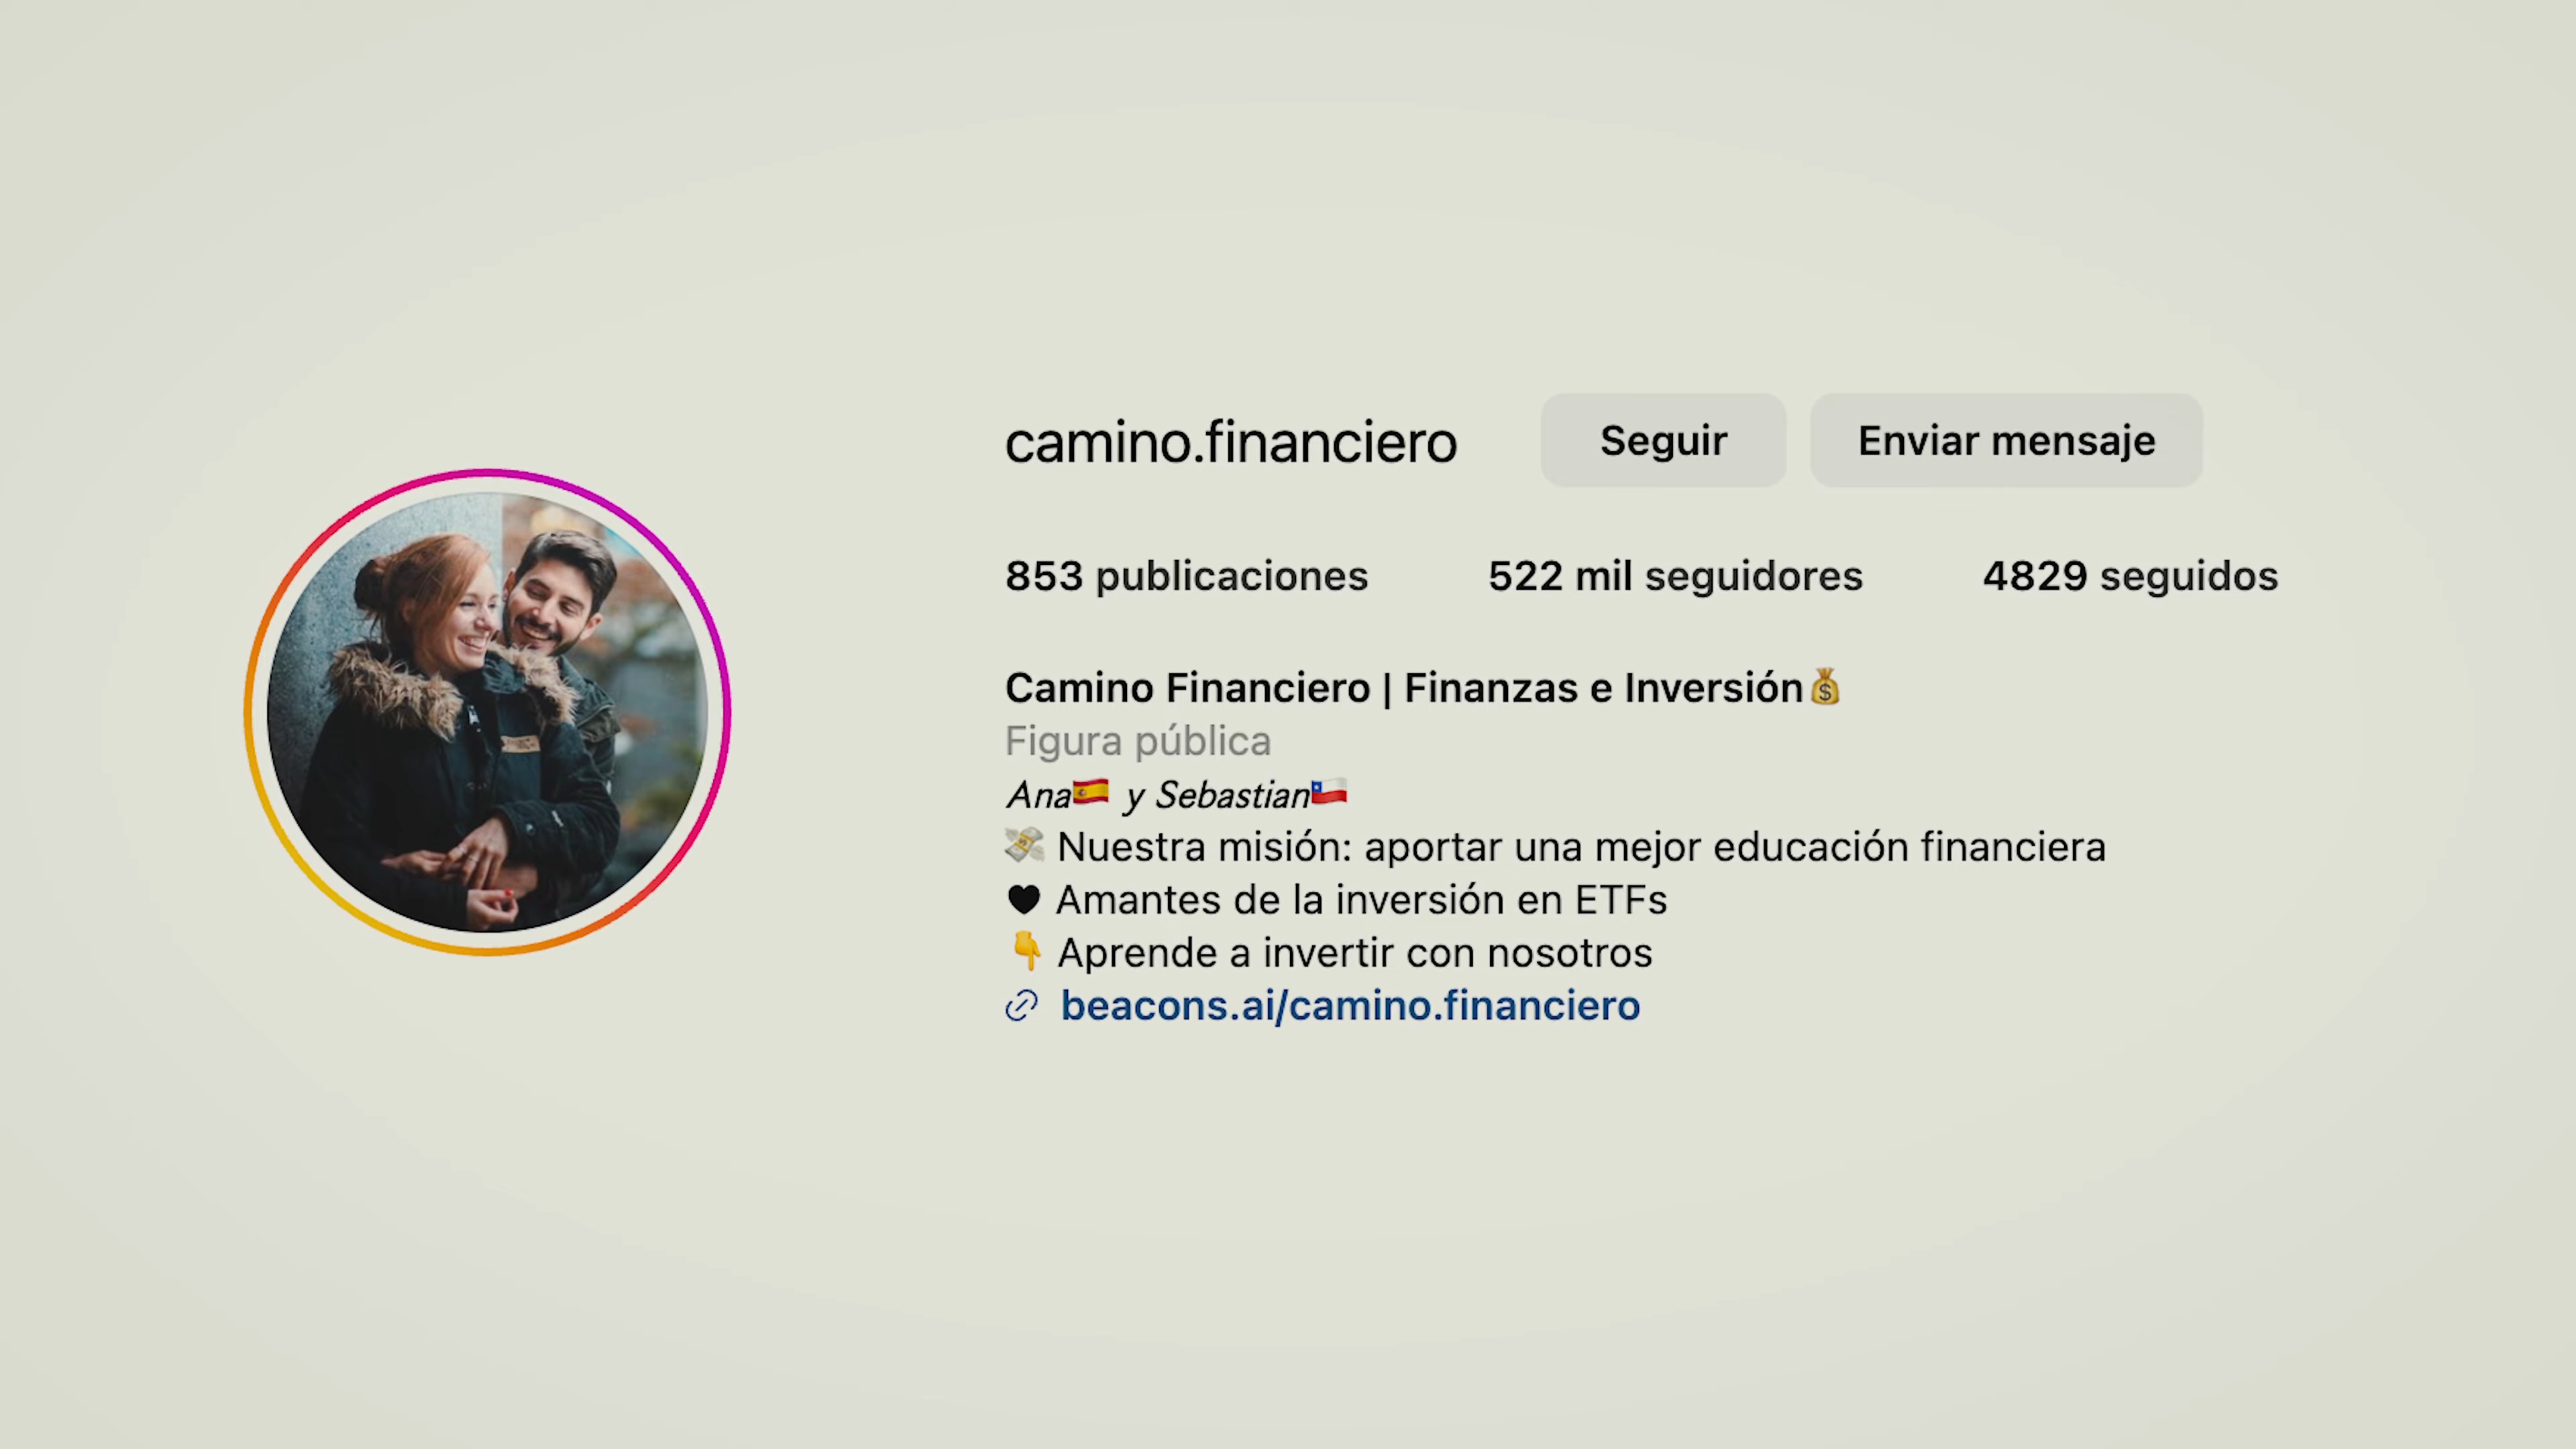 camino.financiero Seguir Enviar mensaje
853 publicaciones 522 mil seguidores 4829 seguidos
Camino Financiero | Finanzas e Inversión💰
Figura pública
Ana🇪🇸 y Sebastian🇨🇱
💸 Nuestra misión: aportar una mejor educación financiera
🖤 Amantes de la inversión en ETFs
👇 Aprende a invertir con nosotros
beacons.ai/camino.financiero